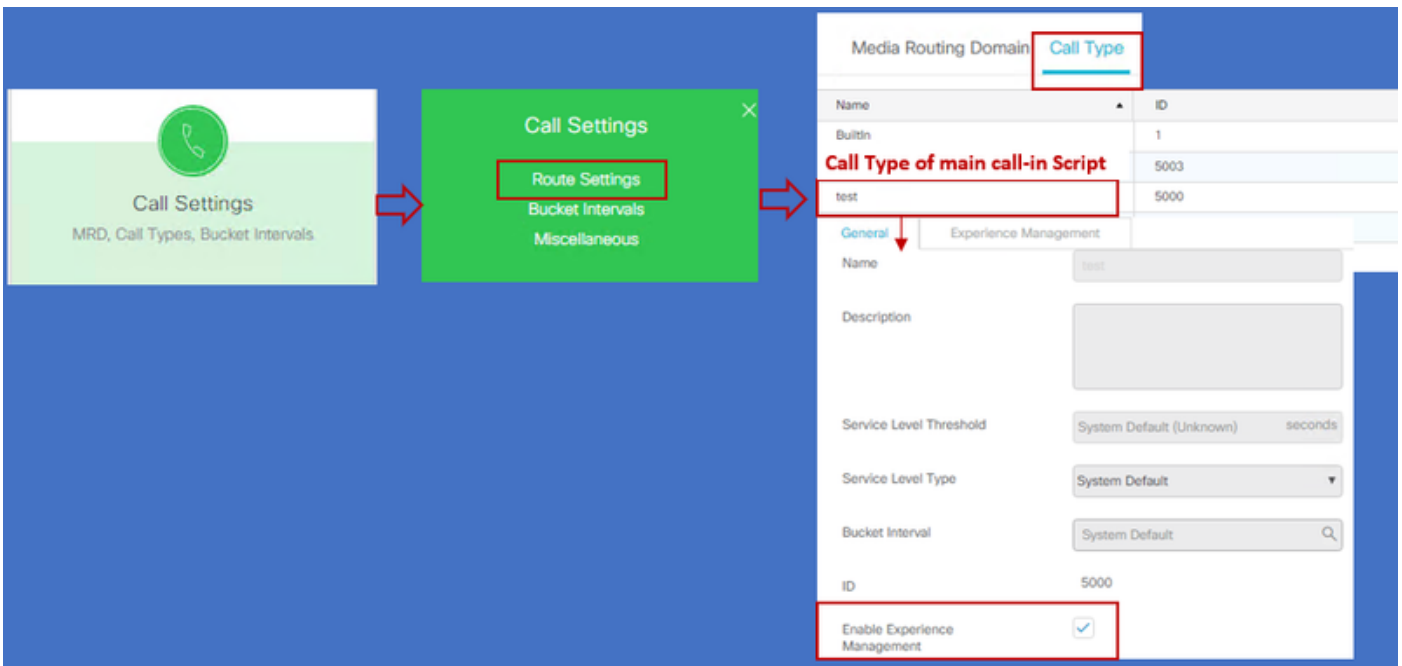 Call Settings
MRD, Call Types, Bucket Intervals
Call Settings
Route Settings
Bucket Intervals
Miscellaneous
Media Routing Domain Call Type
Name ID
BuiltIn 1
Call Type of main call-in Script 5003
test 5000
General Experience Management
Name test
Description
Service Level Threshold System Default (Unknown) seconds
Service Level Type System Default
Bucket Interval System Default
ID 5000
Enable Experience
Management